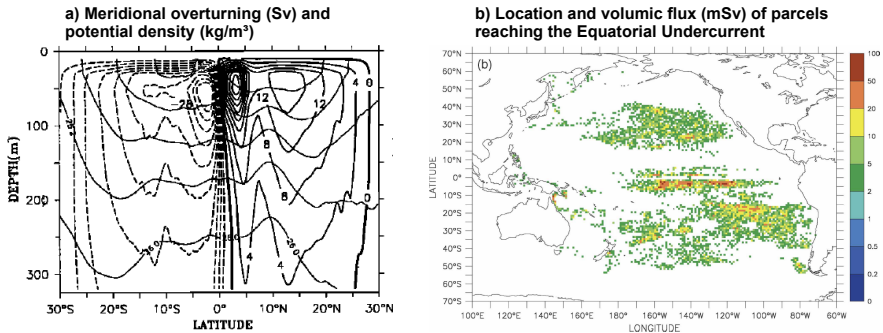 a) Meridional overturning (Sv) and
potential density (kg/m³)
0
100
200
300
DEPTH(m)
28
12
12
8
8
4
4
4
0
0
-26.0
30°S 20°S 10°S 0° 10°N 20°N 30°N
LATITUDE
b) Location and volumic flux (mSv) of parcels
reaching the Equatorial Undercurrent
(b)
70°N
60°N
50°N
40°N
30°N
20°N
10°N
0°
10°S
20°S
30°S
40°S
50°S
60°S
70°S
LATITUDE
100°E 120°E 140°E 160°E 180° 160°W 140°W 120°W 100°W 80°W 60°W
LONGITUDE
100
50
20
10
5
2
1
0.5
0.2
0